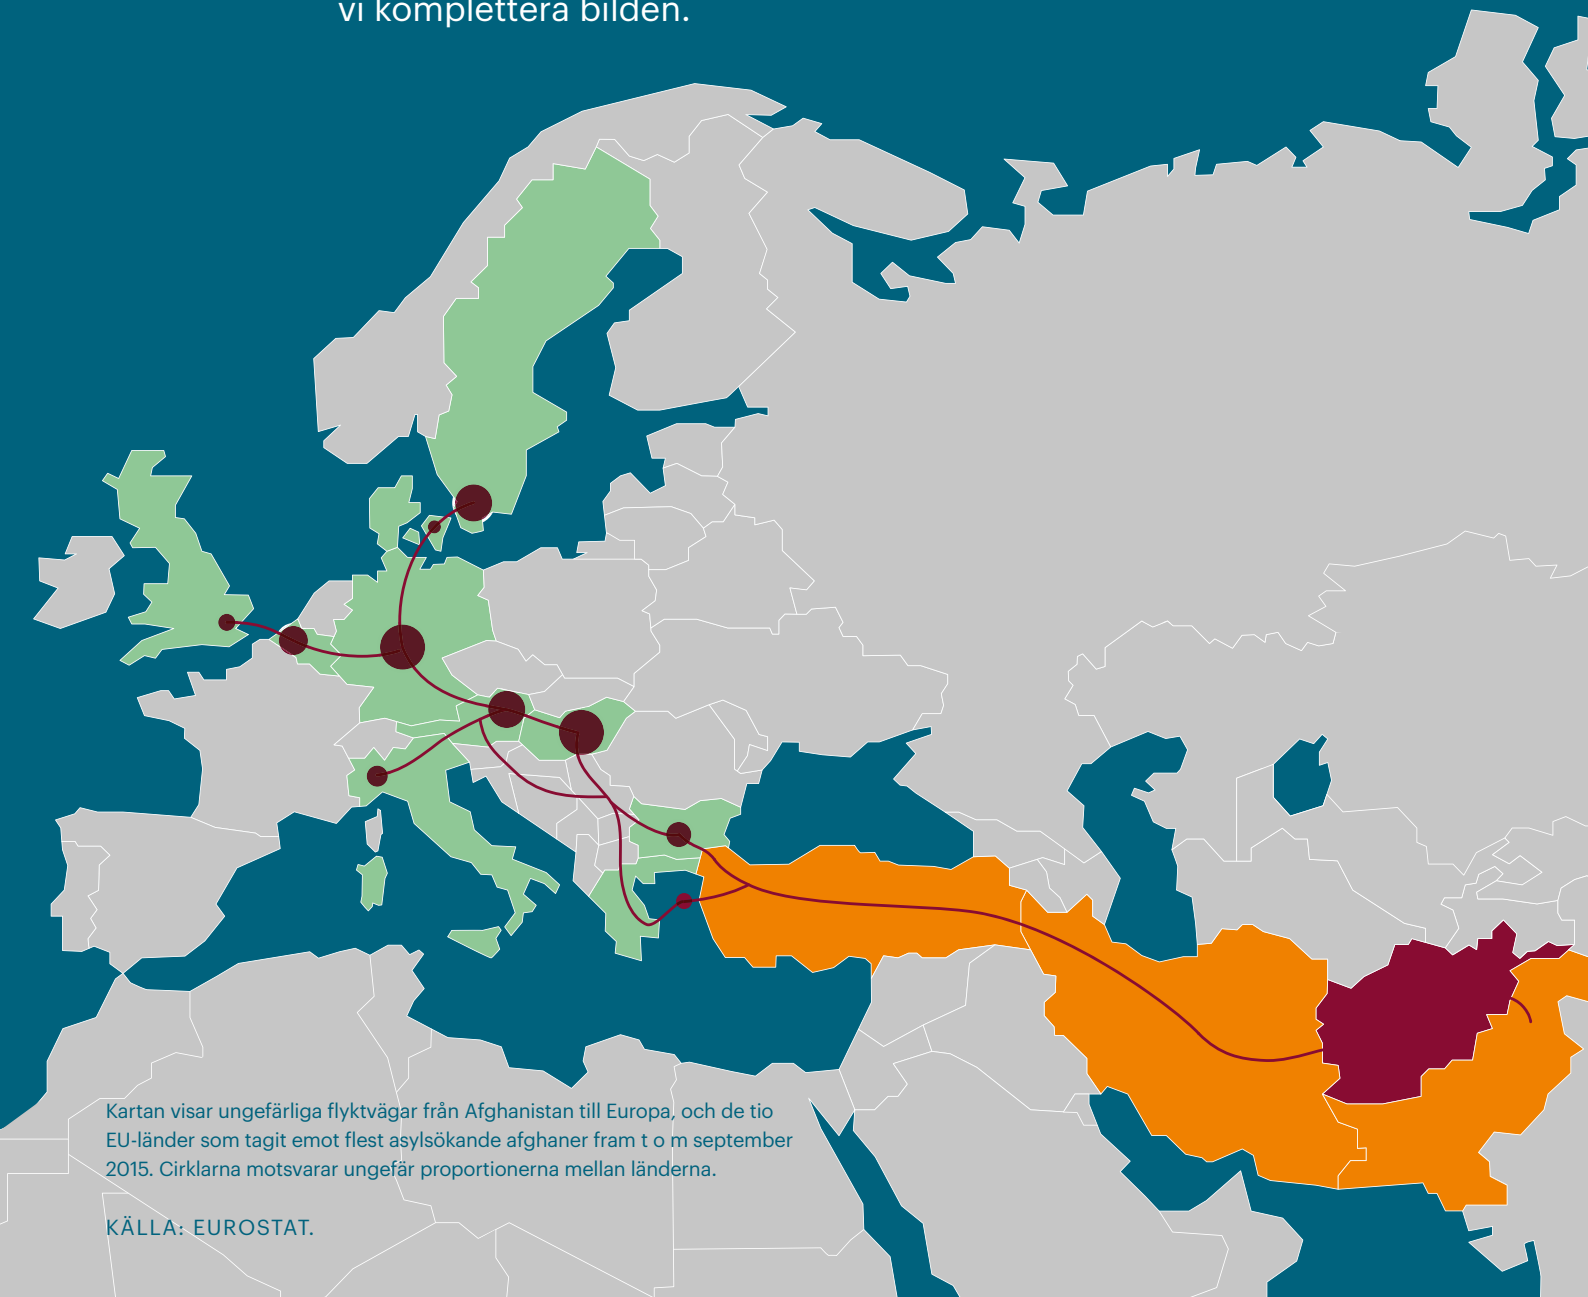 vi komplettera bilden.
Kartan visar ungefärliga flyktvägar från Afghanistan till Europa, och de tio
EU-länder som tagit emot flest asylsökande afghaner fram t o m september
2015. Cirklarna motsvarar ungefär proportionerna mellan länderna.
KÄLLA: EUROSTAT.